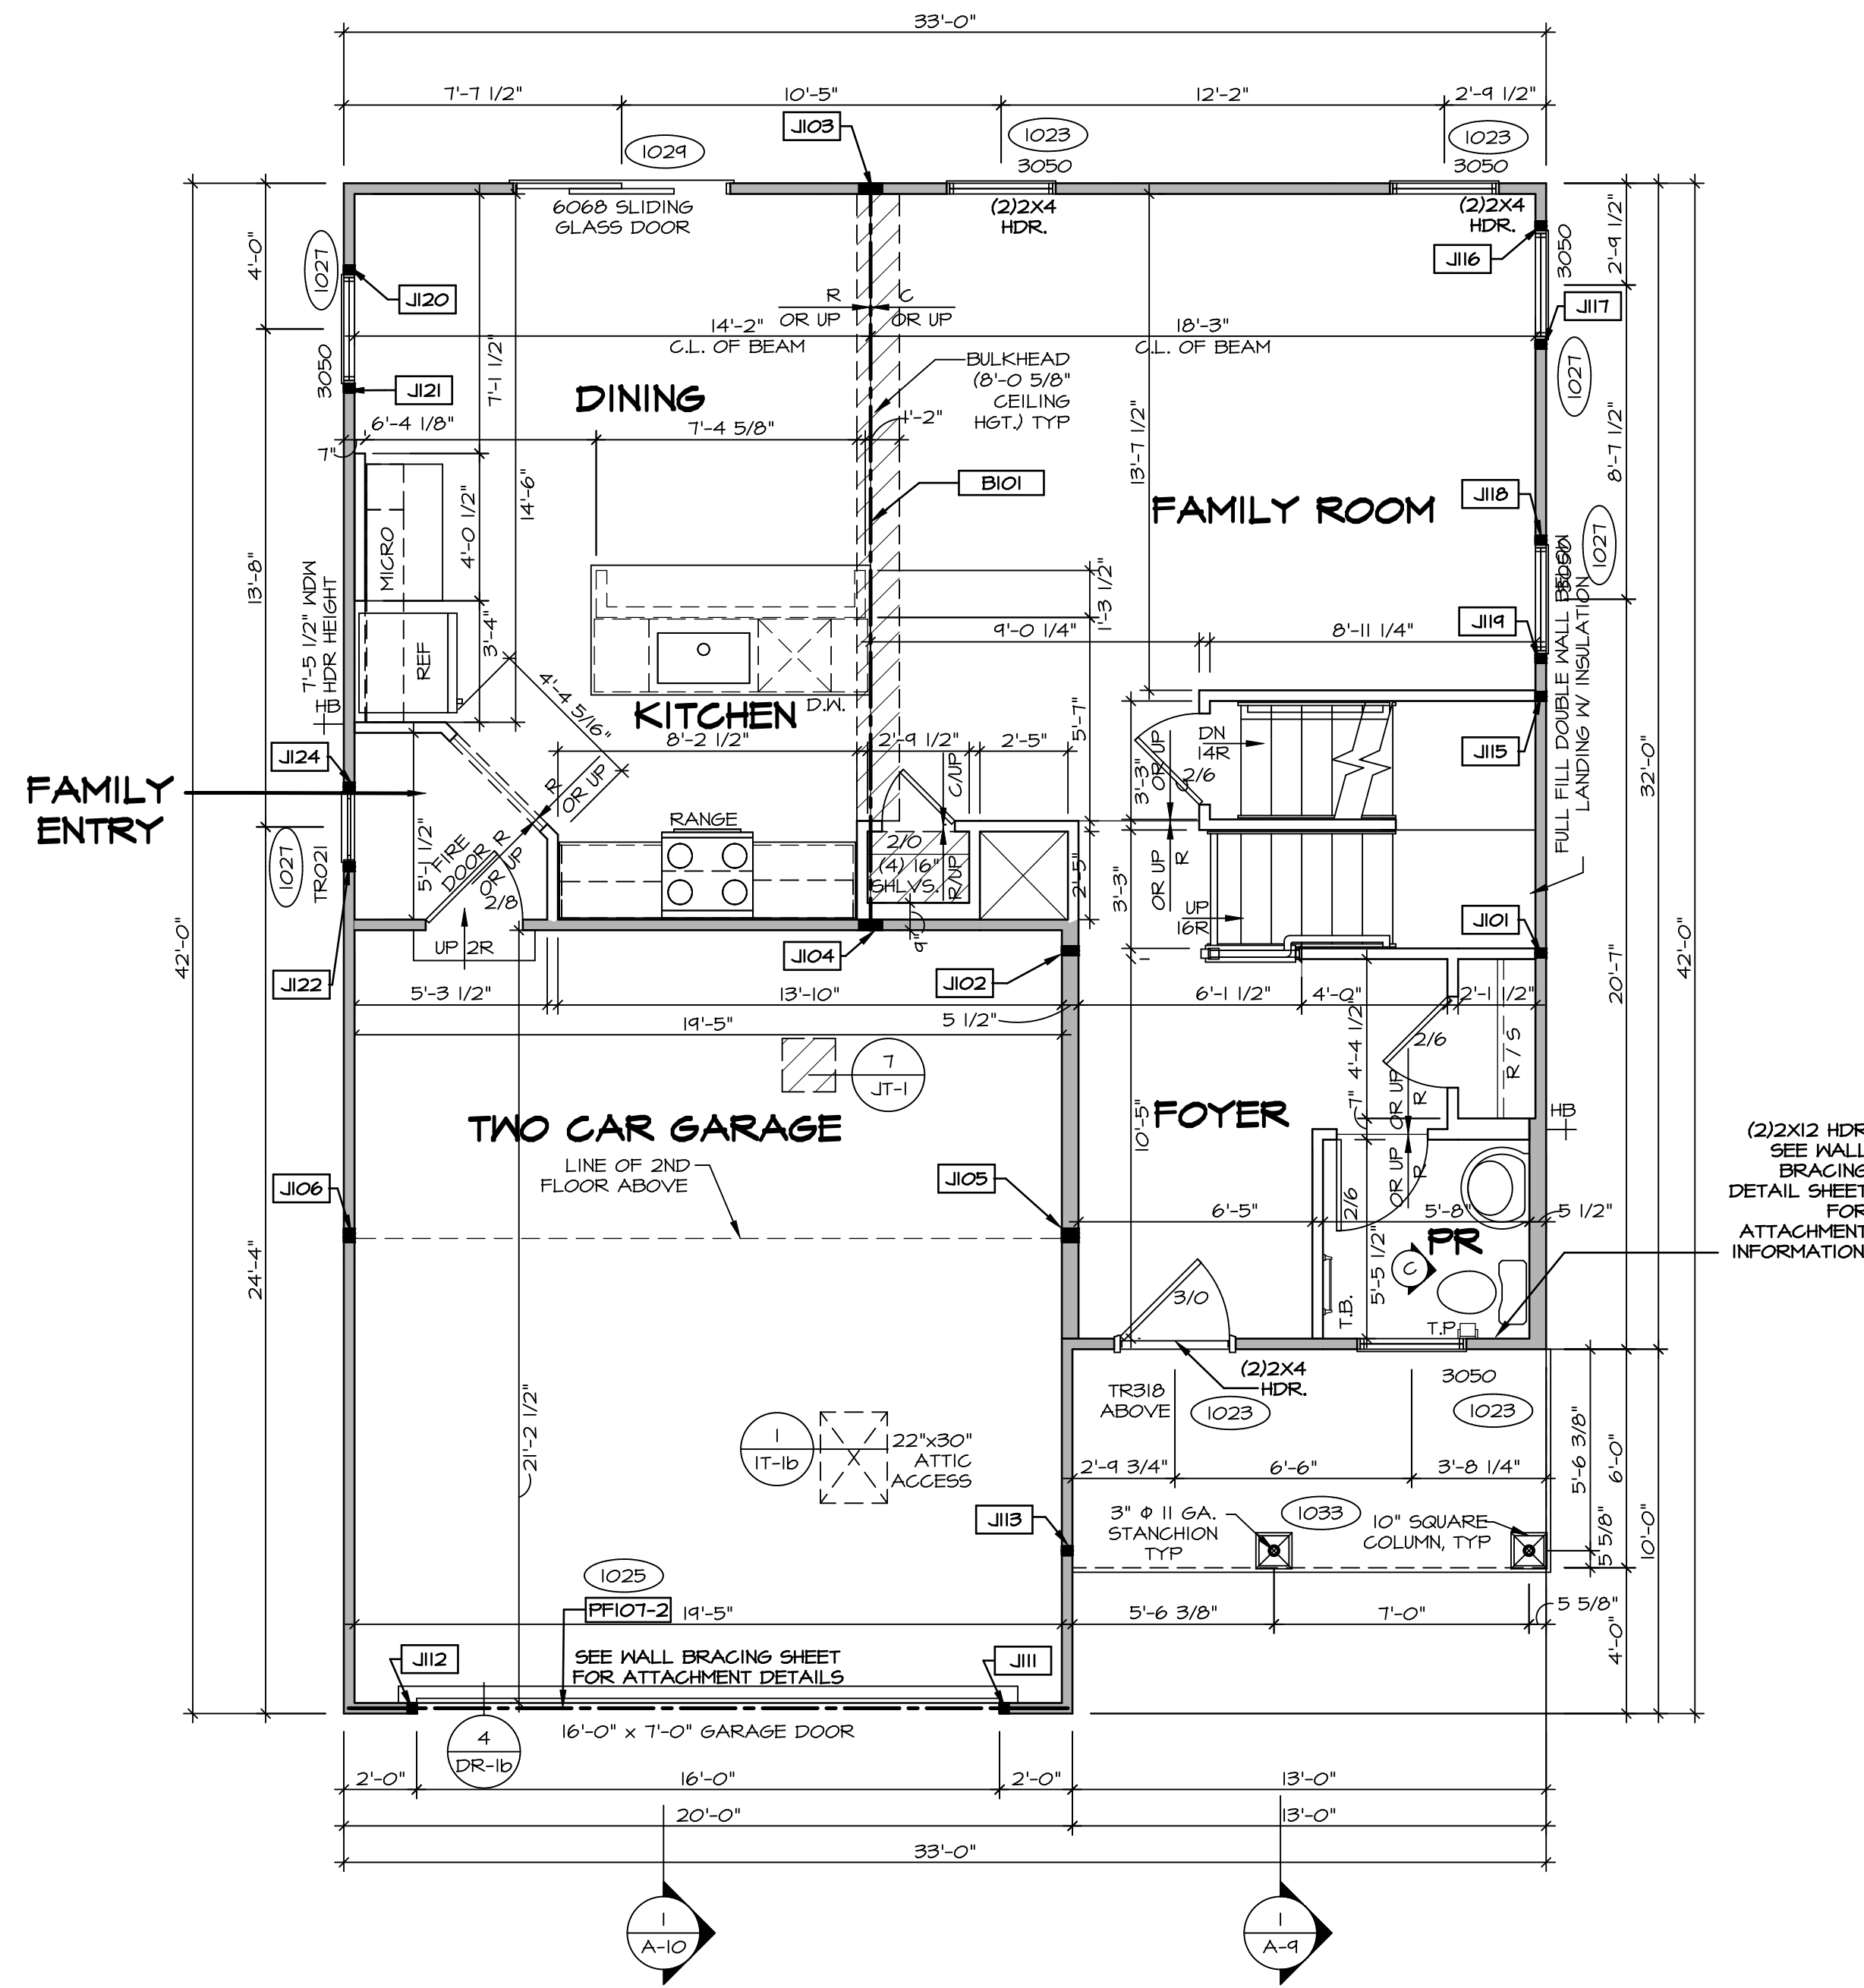 33'-0"
7'-7 1/2"
10'-5"
12'-2"
2'-9 1/2"
J103
1029
1023
1023
3050
3050
6068 SLIDING
GLASS DOOR
(2)2X4
HDR.
(2)2X4
HDR.
4'-0"
1027
J120
3050
J121
7'-1 1/2"
R
OR UP
C
OR UP
14'-2"
C.L. OF BEAM
18'-3"
C.L. OF BEAM
J116
3050
2'-9 1/2"
J117
1027
DINING
BULKHEAD
(8'-0 5/8"
CEILING
HGT.) TYP
6'-4 1/8"
7'-4 5/8"
1'-2"
7"
13'-7 1/2"
8'-7 1/2"
B101
FAMILY ROOM
J118
1027
3050
14'-6"
4'-0 1/2"
MICRO
13'-8"
7'-5 1/2" WDW
HDR HEIGHT
HB
REF
3'-4"
4'-4 5/16"
1'-3 1/2"
9'-0 1/4"
8'-11 1/4"
J119
FULL FILL DOUBLE WALL BELOW
LANDING W/ INSULATION
KITCHEN
D.W.
8'-2 1/2"
2'-9 1/2"
2'-5"
5'-7"
J115
J124
FAMILY
ENTRY
1027
TR021
5'-1 1/2"
FIRE
DOOR
R
OR UP
R
OR UP
2/8
RANGE
C/UP
2/0
(4) 16"
SHLVS.
R/UP
2'-5"
3'-3"
OR UP
2/6
DN
14R
3'-3"
OR UP
R
UP
16R
32'-0"
42'-0"
42'-0"
UP 2R
J122
J104
9"
J102
J101
5'-3 1/2"
13'-10"
5 1/2"
6'-1 1/2"
4'-0"
2'-1 1/2"
20'-7"
19'-5"
7
JT-1
4'-4 1/2"
2/6
R / S
TWO CAR GARAGE
FOYER
10'-5"
7"
OR UP
R
OR UP
R
HB
LINE OF 2ND
FLOOR ABOVE
J106
J105
(2)2X12 HDR
SEE WALL
BRACING
DETAIL SHEET
FOR
ATTACHMENT
INFORMATION
24'-4"
6'-5"
2/6
5'-8"
5 1/2"
PR
C
5'-5 1/2"
3/0
T.B.
T.P.
(2)2X4
HDR.
3050
TR318
ABOVE
1023
1023
21'-2 1/2"
1
IT-1b
22"x30"
ATTIC
ACCESS
2'-9 3/4"
6'-6"
3'-8 1/4"
5'-6 3/8"
6'-0"
J113
3" Φ 11 GA.
STANCHION
TYP
1033
10" SQUARE
COLUMN, TYP
5 5/8"
10'-0"
1025
PF107-2
19'-5"
5'-6 3/8"
7'-0"
5 5/8"
4'-0"
J112
SEE WALL BRACING SHEET
FOR ATTACHMENT DETAILS
J111
16'-0" x 7'-0" GARAGE DOOR
4
DR-1b
2'-0"
16'-0"
2'-0"
13'-0"
20'-0"
13'-0"
33'-0"
1
A-10
1
A-9